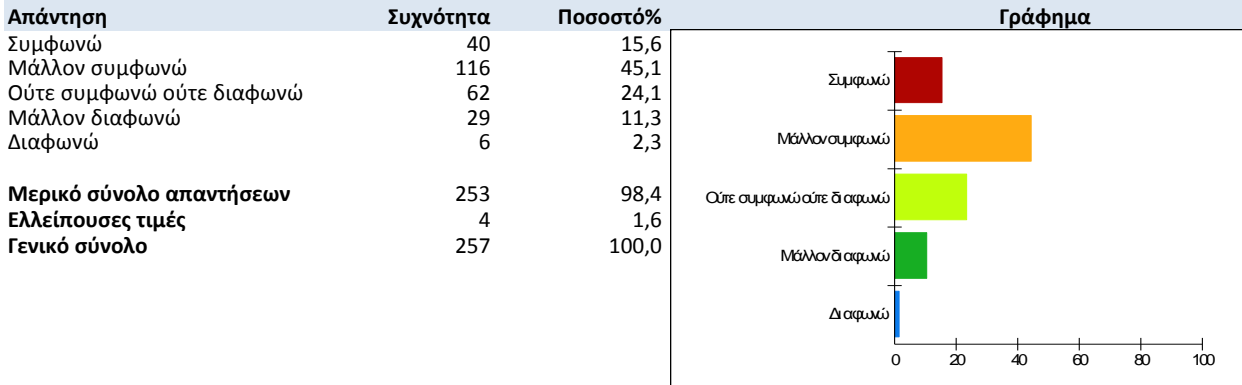 Απάντηση Συχνότητα Ποσοστό% Γράφημα
Συμφωνώ 40 15,6
Μάλλον συμφωνώ 116 45,1
Ούτε συμφωνώ ούτε διαφωνώ 62 24,1
Μάλλον διαφωνώ 29 11,3
Διαφωνώ 6 2,3
Μερικό σύνολο απαντήσεων 253 98,4
Ελλείπουσες τιμές 4 1,6
Γενικό σύνολο 257 100,0
Συμφωνώ
Μάλλον συμφωνώ
Ούτε συμφωνώ ούτε διαφωνώ
Μάλλον διαφωνώ
Διαφωνώ
0 20 40 60 80 100